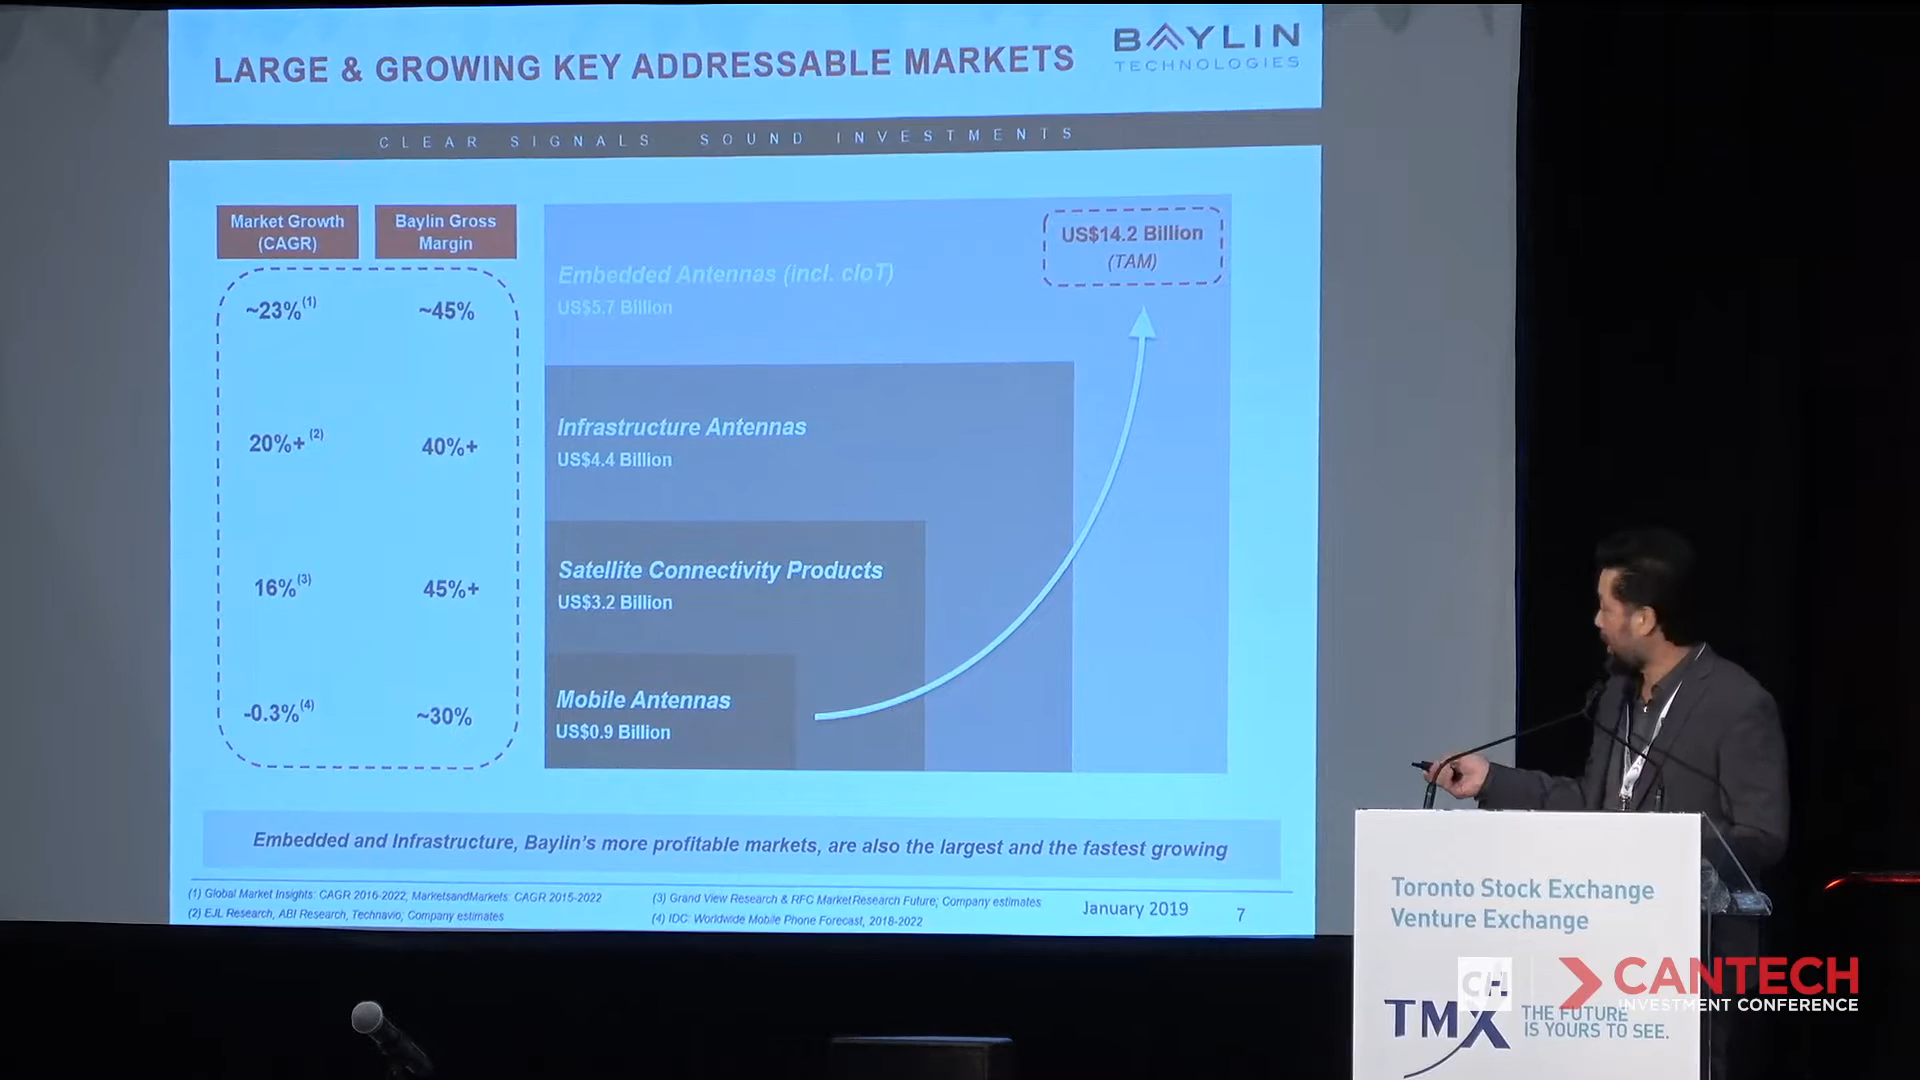 LARGE & GROWING KEY ADDRESSABLE MARKETS
BAYLIN
TECHNOLOGIES
CLEAR SIGNALS SOUND INVESTMENTS
Market Growth
(CAGR)
Baylin Gross
Margin
US$14.2 Billion
(TAM)
Embedded Antennas (incl. cIoT)
US$5.7 Billion
~23%(1)
~45%
Infrastructure Antennas
US$4.4 Billion
20%+ (2)
40%+
Satellite Connectivity Products
US$3.2 Billion
16%(3)
45%+
Mobile Antennas
US$0.9 Billion
-0.3%(4)
~30%
Embedded and Infrastructure, Baylin's more profitable markets, are also the largest and the fastest growing
(1) Global Market Insights: CAGR 2016-2022, MarketsandMarkets: CAGR 2015-2022
(2) EJL Research, ABI Research, Technavio; Company estimates
(3) Grand View Research & RFC MarketResearch Future; Company estimates
(4) IDC: Worldwide Mobile Phone Forecast, 2018-2022
January 2019
7
Toronto Stock Exchange
Venture Exchange
CANTECH
INVESTMENT CONFERENCE
TMX
THE FUTURE
IS YOURS TO SEE.